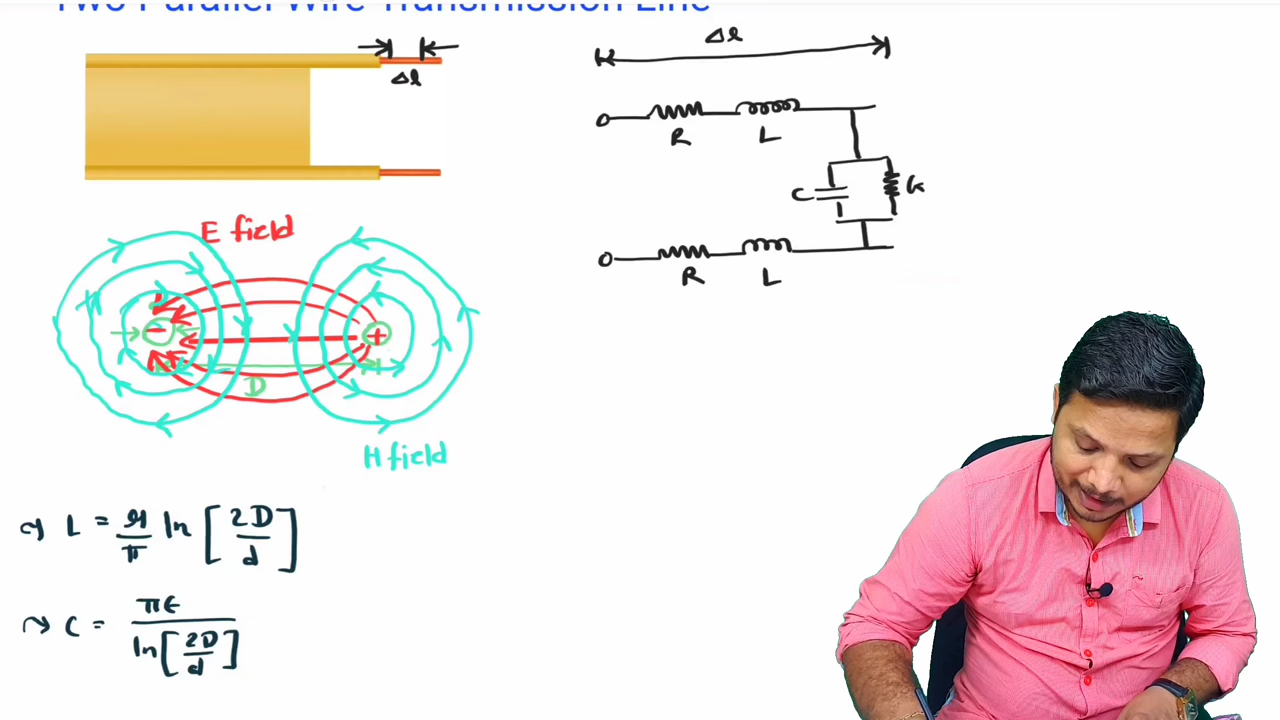 Two Parallel Wire Transmission Line
Δl
Δl
R L
C G
R L
E field
- +
D
H field
L = μ/π ln [2D/d]
C = πϵ / ln[2D/d]